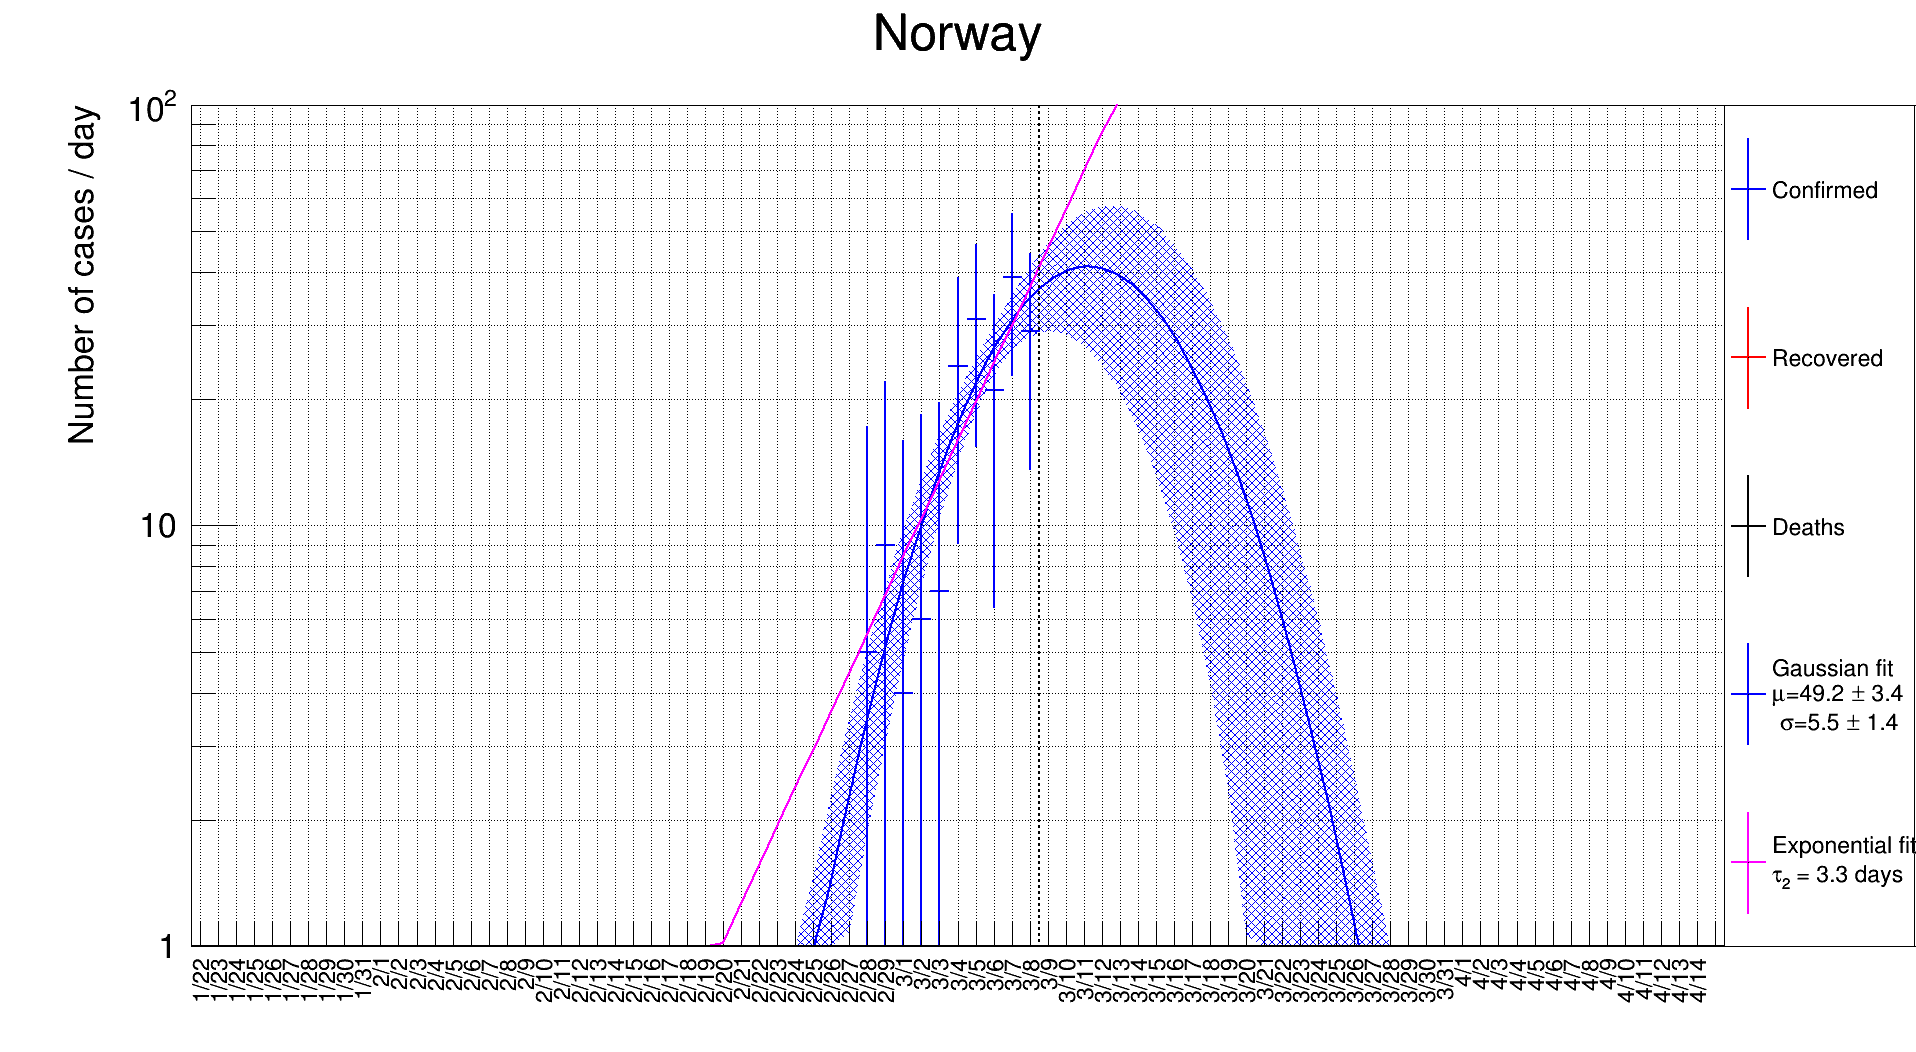 Norway
Number of cases / day
10²
10
1
1/22 1/23 1/24 1/25 1/26 1/27 1/28 1/29 1/30 1/31 2/1 2/2 2/3 2/4 2/5 2/6 2/7 2/8 2/9 2/10 2/11 2/12 2/13 2/14 2/15 2/16 2/17 2/18 2/19 2/20 2/21 2/22 2/23 2/24 2/25 2/26 2/27 2/28 2/29 3/1 3/2 3/3 3/4 3/5 3/6 3/7 3/8 3/9 3/10 3/11 3/12 3/13 3/14 3/15 3/16 3/17 3/18 3/19 3/20 3/21 3/22 3/23 3/24 3/25 3/26 3/27 3/28 3/29 3/30 3/31 4/1 4/2 4/3 4/4 4/5 4/6 4/7 4/8 4/9 4/10 4/11 4/12 4/13 4/14
Confirmed
Recovered
Deaths
Gaussian fit
μ=49.2 ± 3.4
σ=5.5 ± 1.4
Exponential fit
τ₂ = 3.3 days